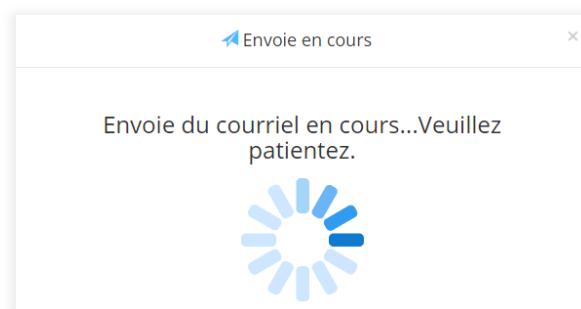 Envoie en cours
×
Envoie du courriel en cours...Veuillez
patientez.